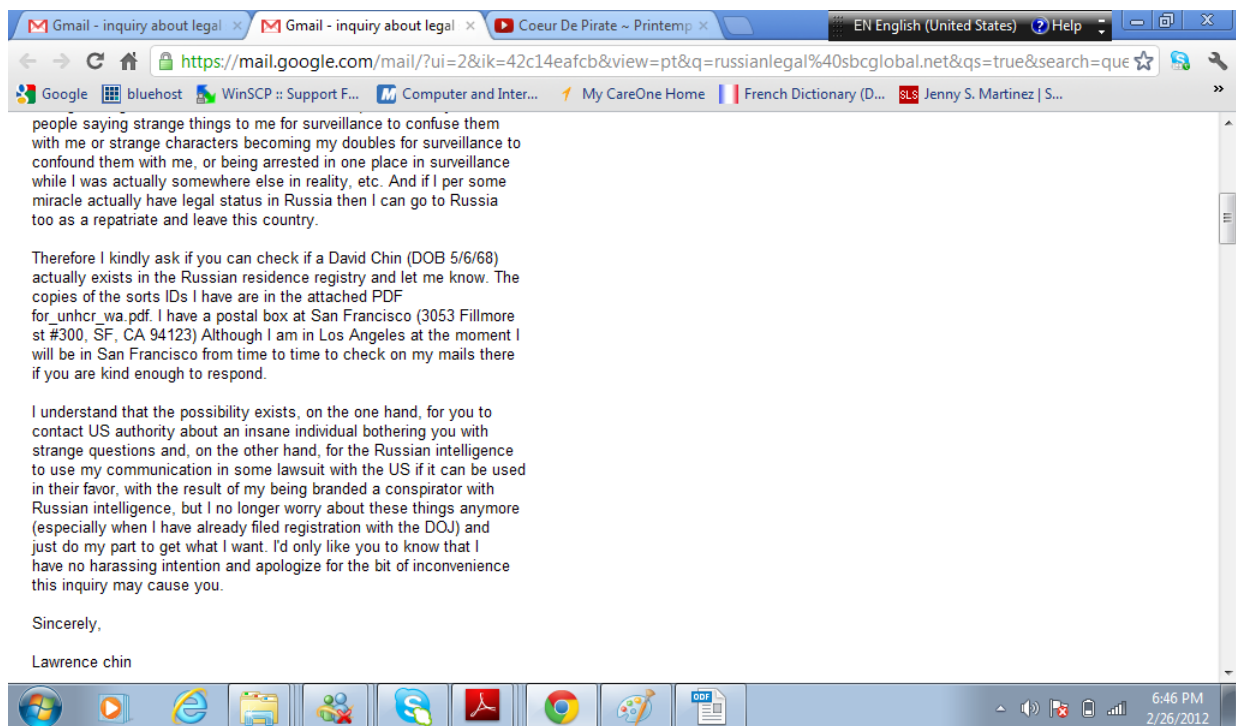 Gmail - inquiry about legal
Gmail - inquiry about legal
Coeur De Pirate ~ Printemp
EN English (United States) Help
https://mail.google.com/mail/?ui=2&ik=42c14eafcb&view=pt&q=russianlegal%40sbcglobal.net&qs=true&search=que
Google bluehost WinSCP :: Support F... Computer and Inter... My CareOne Home French Dictionary (D... SLS Jenny S. Martinez | S... »
people saying strange things to me for surveillance to confuse them
with me or strange characters becoming my doubles for surveillance to
confound them with me, or being arrested in one place in surveillance
while I was actually somewhere else in reality, etc. And if I per some
miracle actually have legal status in Russia then I can go to Russia
too as a repatriate and leave this country.
Therefore I kindly ask if you can check if a David Chin (DOB 5/6/68)
actually exists in the Russian residence registry and let me know. The
copies of the sorts IDs I have are in the attached PDF
for_unhcr_wa.pdf. I have a postal box at San Francisco (3053 Fillmore
st #300, SF, CA 94123) Although I am in Los Angeles at the moment I
will be in San Francisco from time to time to check on my mails there
if you are kind enough to respond.
I understand that the possibility exists, on the one hand, for you to
contact US authority about an insane individual bothering you with
strange questions and, on the other hand, for the Russian intelligence
to use my communication in some lawsuit with the US if it can be used
in their favor, with the result of my being branded a conspirator with
Russian intelligence, but I no longer worry about these things anymore
(especially when I have already filed registration with the DOJ) and
just do my part to get what I want. I'd only like you to know that I
have no harassing intention and apologize for the bit of inconvenience
this inquiry may cause you.
Sincerely,
Lawrence chin
ODF
6:46 PM
2/26/2012